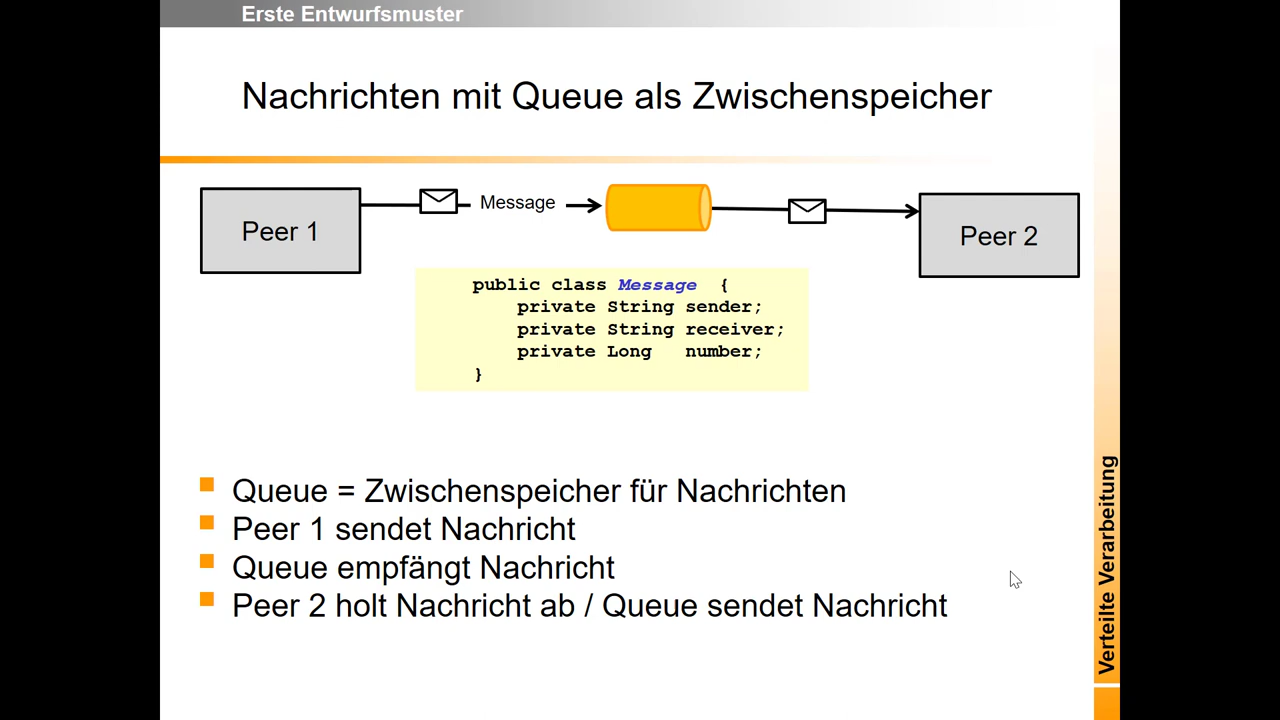 Erste Entwurfsmuster
Nachrichten mit Queue als Zwischenspeicher
Peer 1
Message
Peer 2
public class Message {
private String sender;
private String receiver;
private Long number;
}
Queue = Zwischenspeicher für Nachrichten
Peer 1 sendet Nachricht
Queue empfängt Nachricht
Peer 2 holt Nachricht ab / Queue sendet Nachricht
Verteilte Verarbeitung